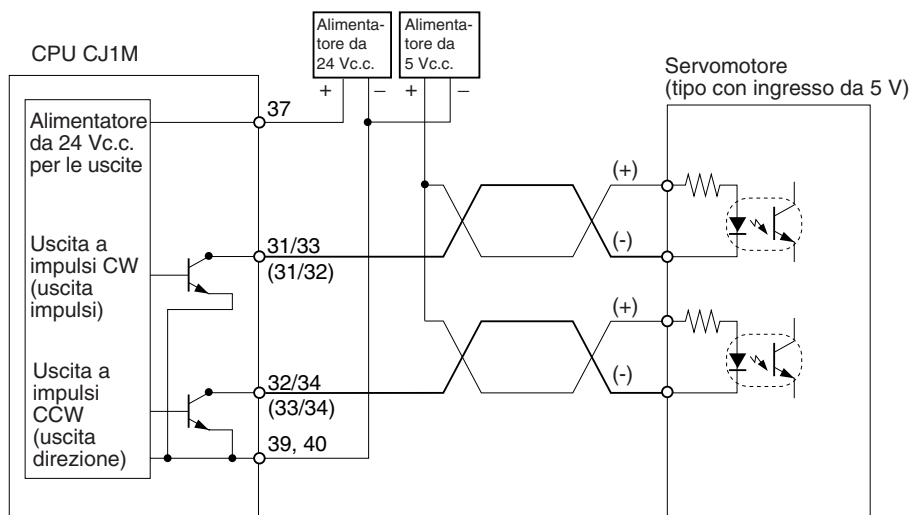 CPU CJ1M
Alimenta-
tore da
24 Vc.c.
Alimenta-
tore da
5 Vc.c.
+
−
+
−
Servomotore
(tipo con ingresso da 5 V)
Alimentatore
da 24 Vc.c.
per le uscite
37
(+)
(-)
Uscita a
impulsi CW
(uscita
impulsi)
31/33
(31/32)
(+)
(-)
Uscita a
impulsi
CCW
(uscita
direzione)
32/34
(33/34)
39, 40